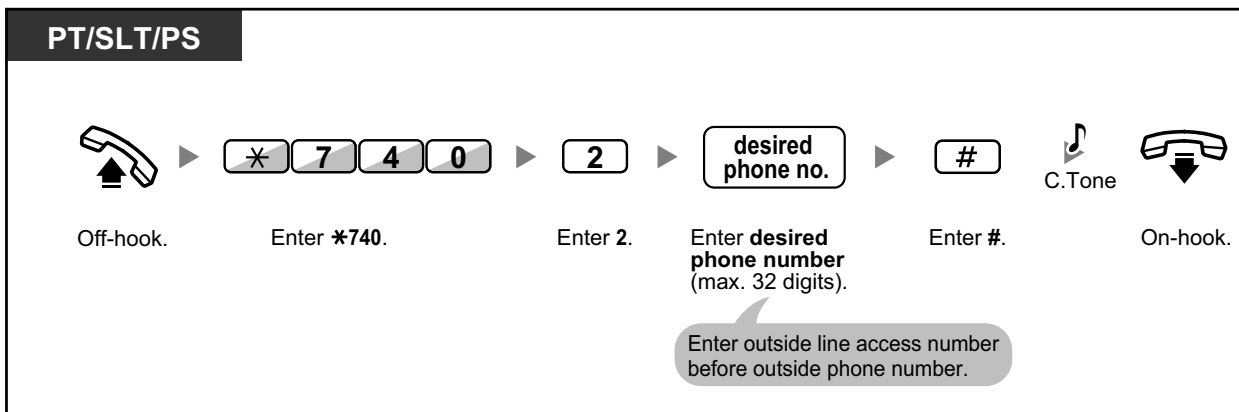 PT/SLT/PS
* 7 4 0
2
desired
phone no.
#
C.Tone
Off-hook.
Enter *740.
Enter 2.
Enter desired
phone number
(max. 32 digits).
Enter #.
On-hook.
Enter outside line access number
before outside phone number.